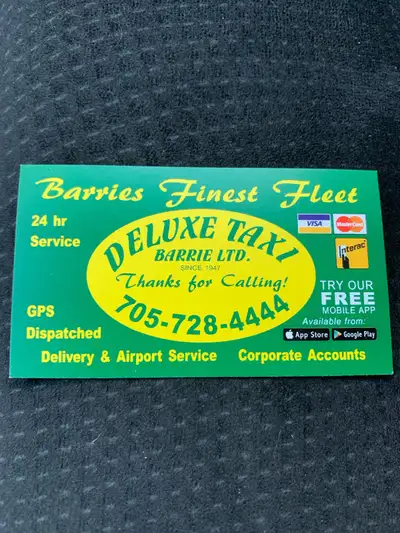 Barries Finest Fleet
24 hr
Service
DELUXE TAXI
BARRIE LTD.
SINCE 1947
Thanks for Calling!
705-728-4444
VISA
MasterCard
Interac
TRY OUR
FREE
MOBILE APP
Available from:
App Store
Google Play
GPS
Dispatched
Delivery & Airport Service Corporate Accounts